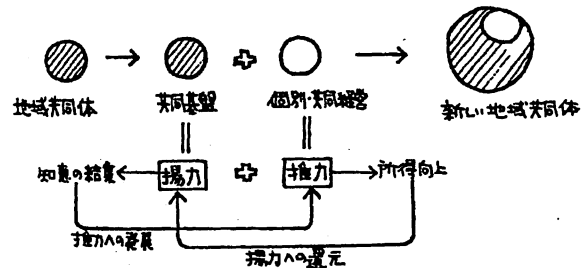 地域共同体
共同基盤
個別・共同経営
新しい地域共同体
知恵の結集
揚力
推力
所得向上
推力への発展
揚力への還元